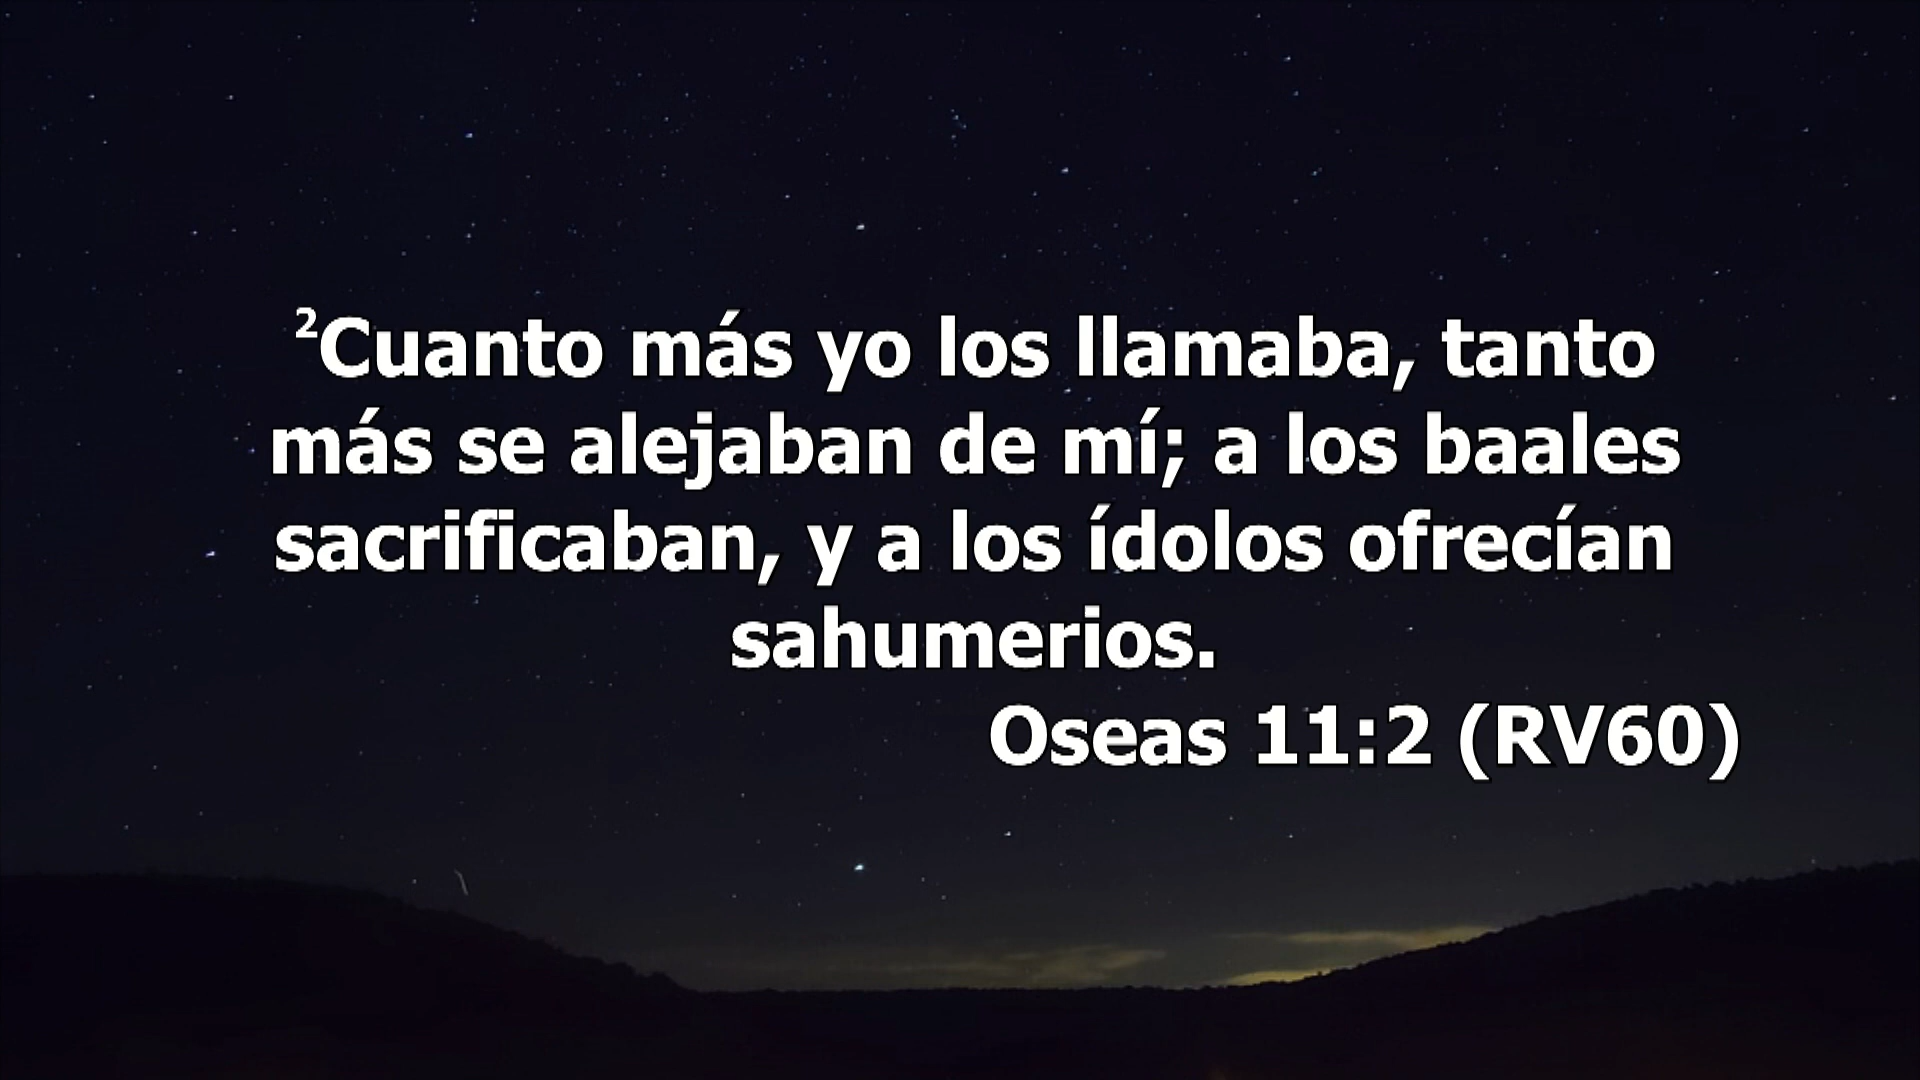 ²Cuanto más yo los llamaba, tanto
más se alejaban de mí; a los baales
sacrificaban, y a los ídolos ofrecían
sahumerios.
Oseas 11:2 (RV60)